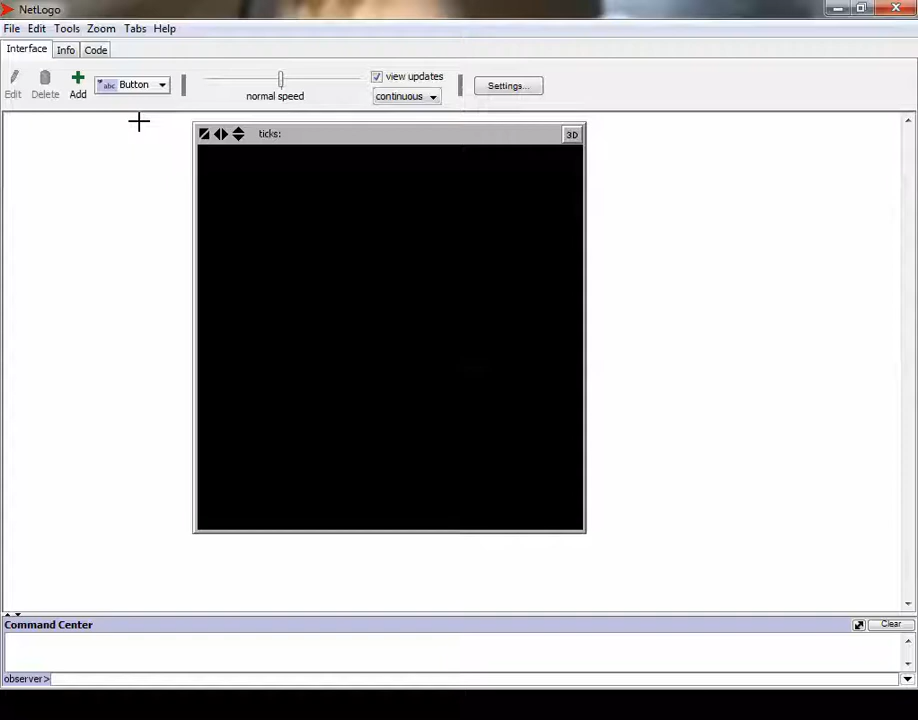 NetLogo
File Edit Tools Zoom Tabs Help
Interface Info Code
Edit Delete Add abc Button normal speed view updates continuous Settings...
ticks: 3D
Command Center Clear
observer>